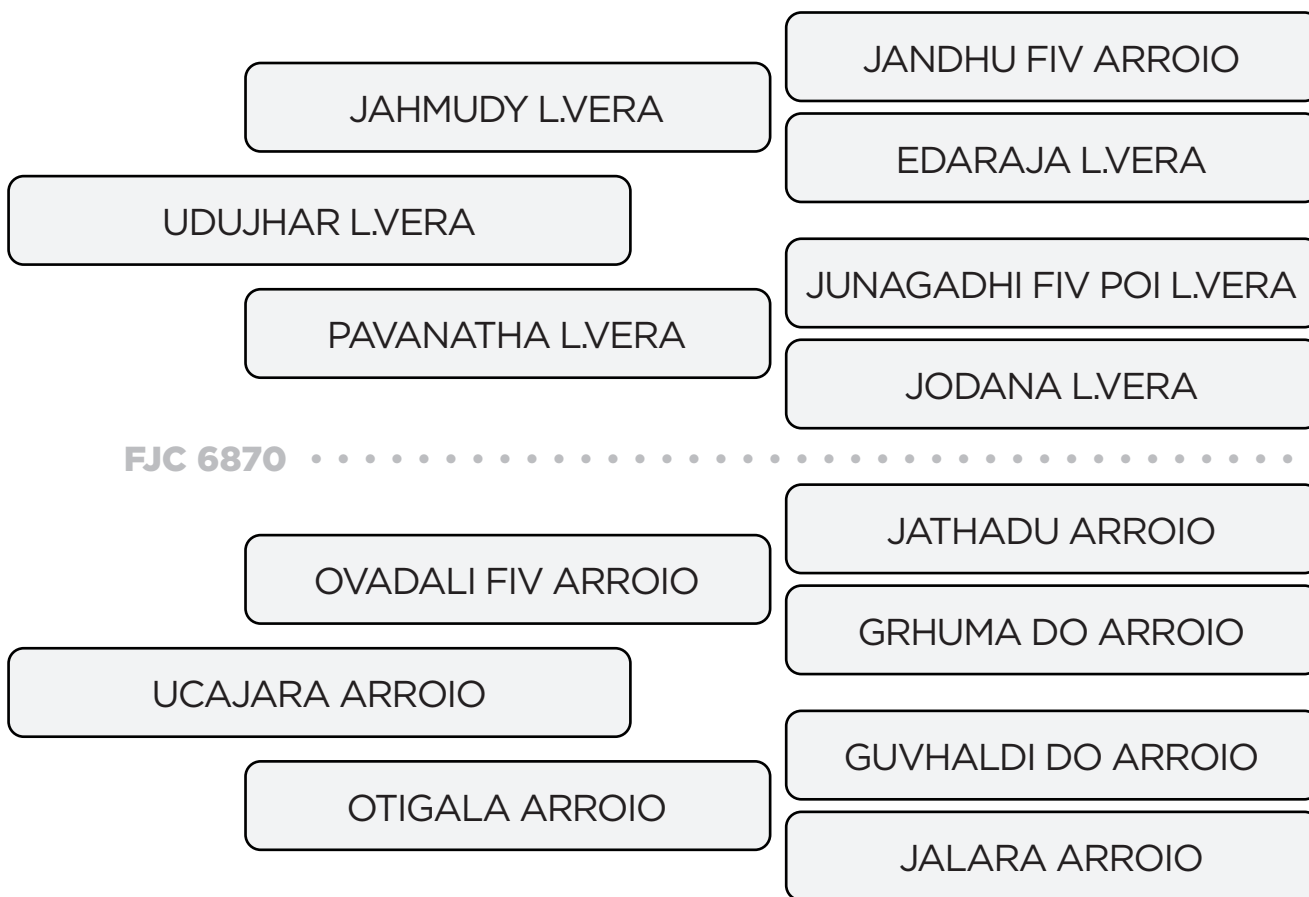 JANDHU FIV ARROIO
JAHMUDY L.VERA
EDARAJA L.VERA
UDUJHAR L.VERA
JUNAGADHI FIV POI L.VERA
PAVANATHA L.VERA
JODANA L.VERA
FJC 6870
JATHADU ARROIO
OVADALI FIV ARROIO
GRHUMA DO ARROIO
UCAJARA ARROIO
GUVHALDI DO ARROIO
OTIGALA ARROIO
JALARA ARROIO